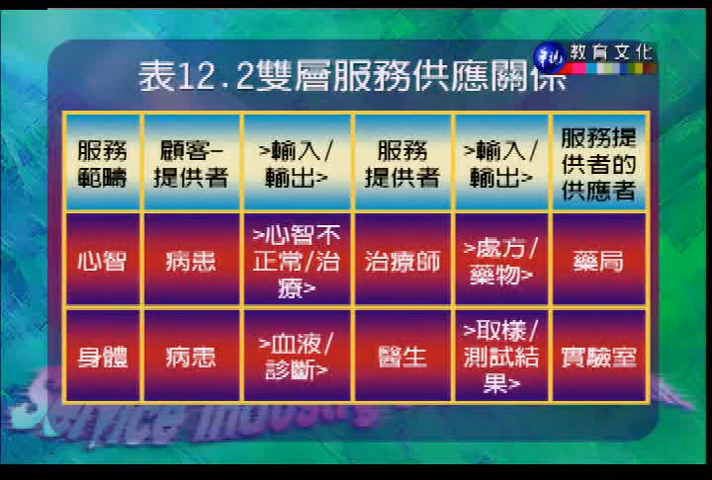 教育文化
表12.2雙層服務供應關係
服務
範疇
顧客-
提供者
>輸入/
輸出>
服務
提供者
>輸入/
輸出>
服務提
供者的
供應者
心智
病患
>心智不
正常/治
療>
治療師
>處方/
藥物>
藥局
身體
病患
>血液/
診斷>
醫生
>取樣/
測試結
果>
實驗室
Service Industry